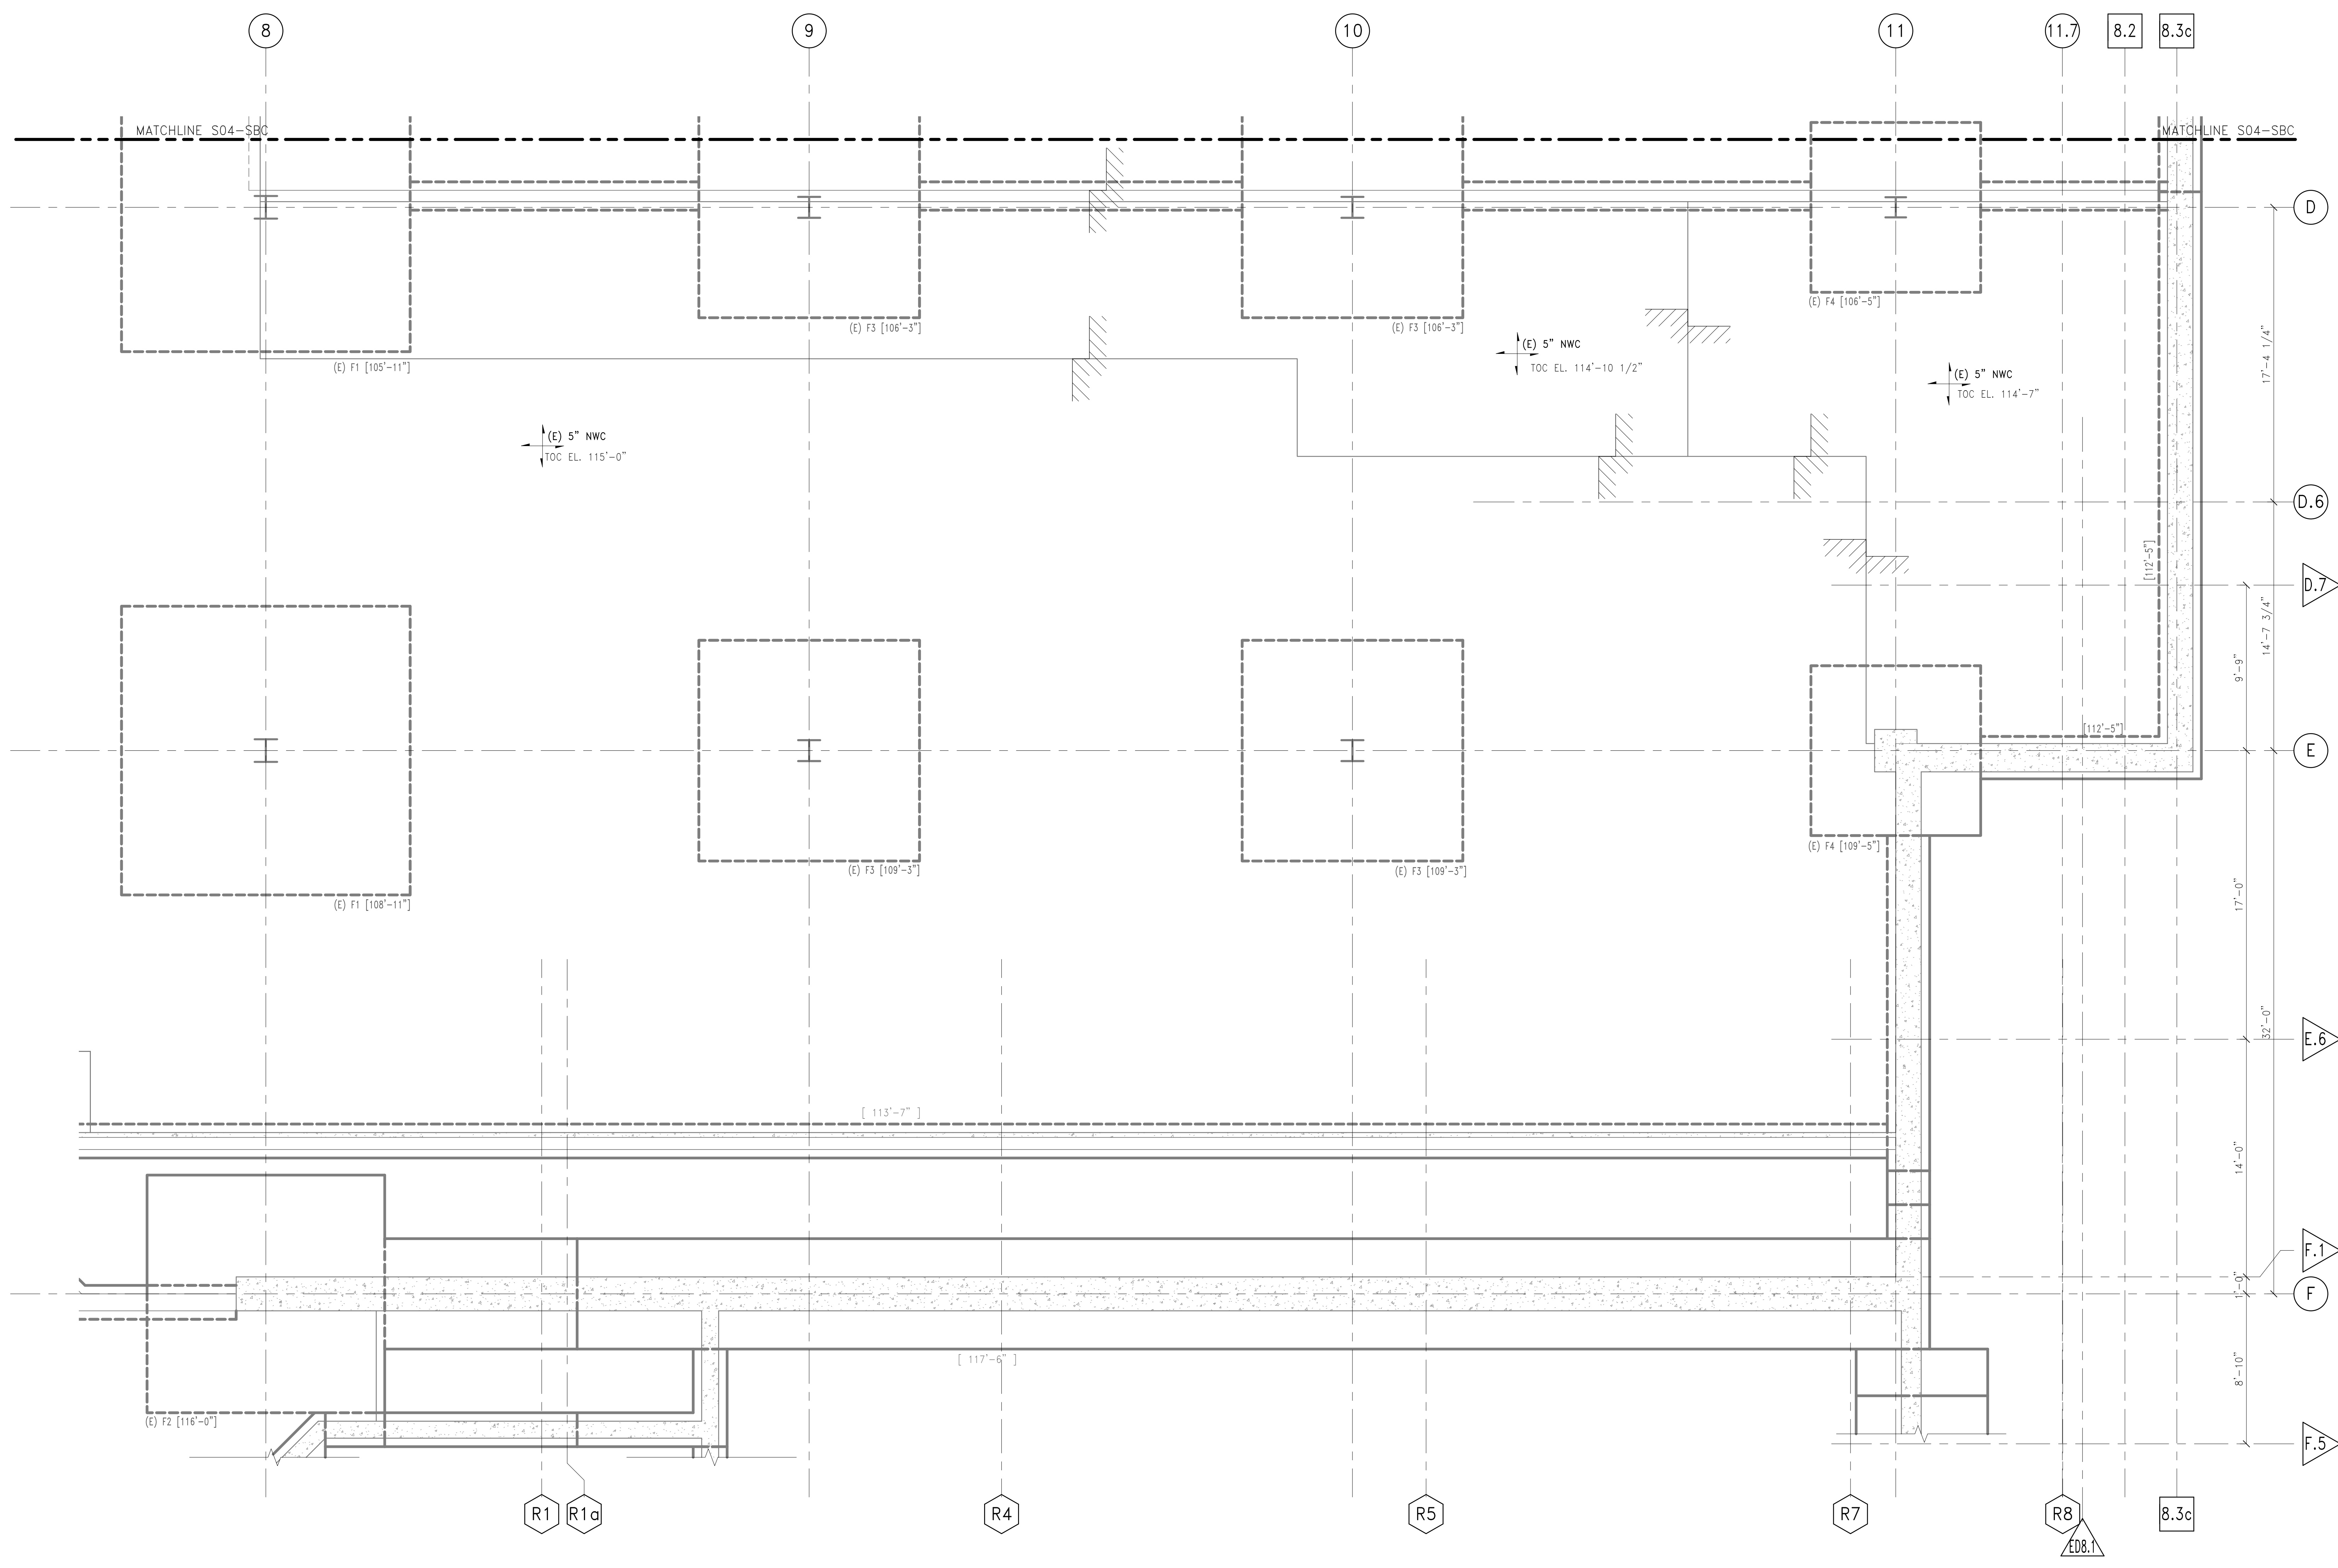 8
9
10
11
11.7
8.2
8.3c
MATCHLINE S04-SBC
MATCHLINE S04-SBC
D
(E) F4 [106'-5"]
(E) F3 [106'-3"]
(E) F3 [106'-3"]
(E) F1 [105'-11"]
(E) 5" NWC
TOC EL. 114'-10 1/2"
(E) 5" NWC
TOC EL. 114'-7"
17'-4 1/4"
(E) 5" NWC
TOC EL. 115'-0"
D.6
[112'-5"]
D.7
14'-7 3/4"
9'-9"
[112'-5"]
E
(E) F4 [109'-5"]
(E) F3 [109'-3"]
(E) F3 [109'-3"]
(E) F1 [108'-11"]
17'-0"
32'-0"
E.6
[ 113'-7" ]
14'-0"
F.1
1'-0"
F
[ 117'-6" ]
8'-10"
(E) F2 [116'-0"]
F.5
R1
R1a
R4
R5
R7
R8
8.3c
ED8.1